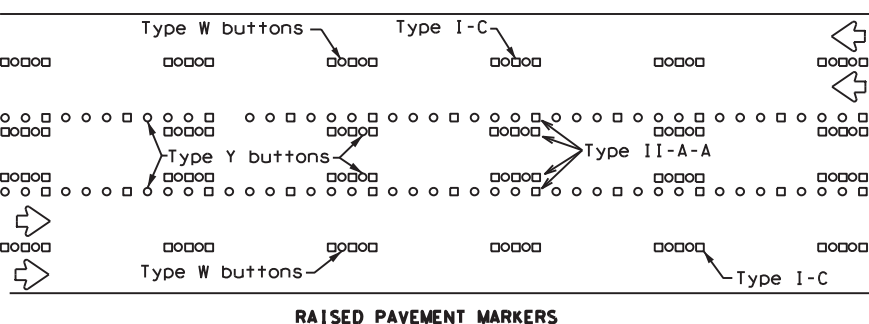 Type W buttons
Type I-C
Type Y buttons
Type II-A-A
Type W buttons
Type I-C
RAISED PAVEMENT MARKERS